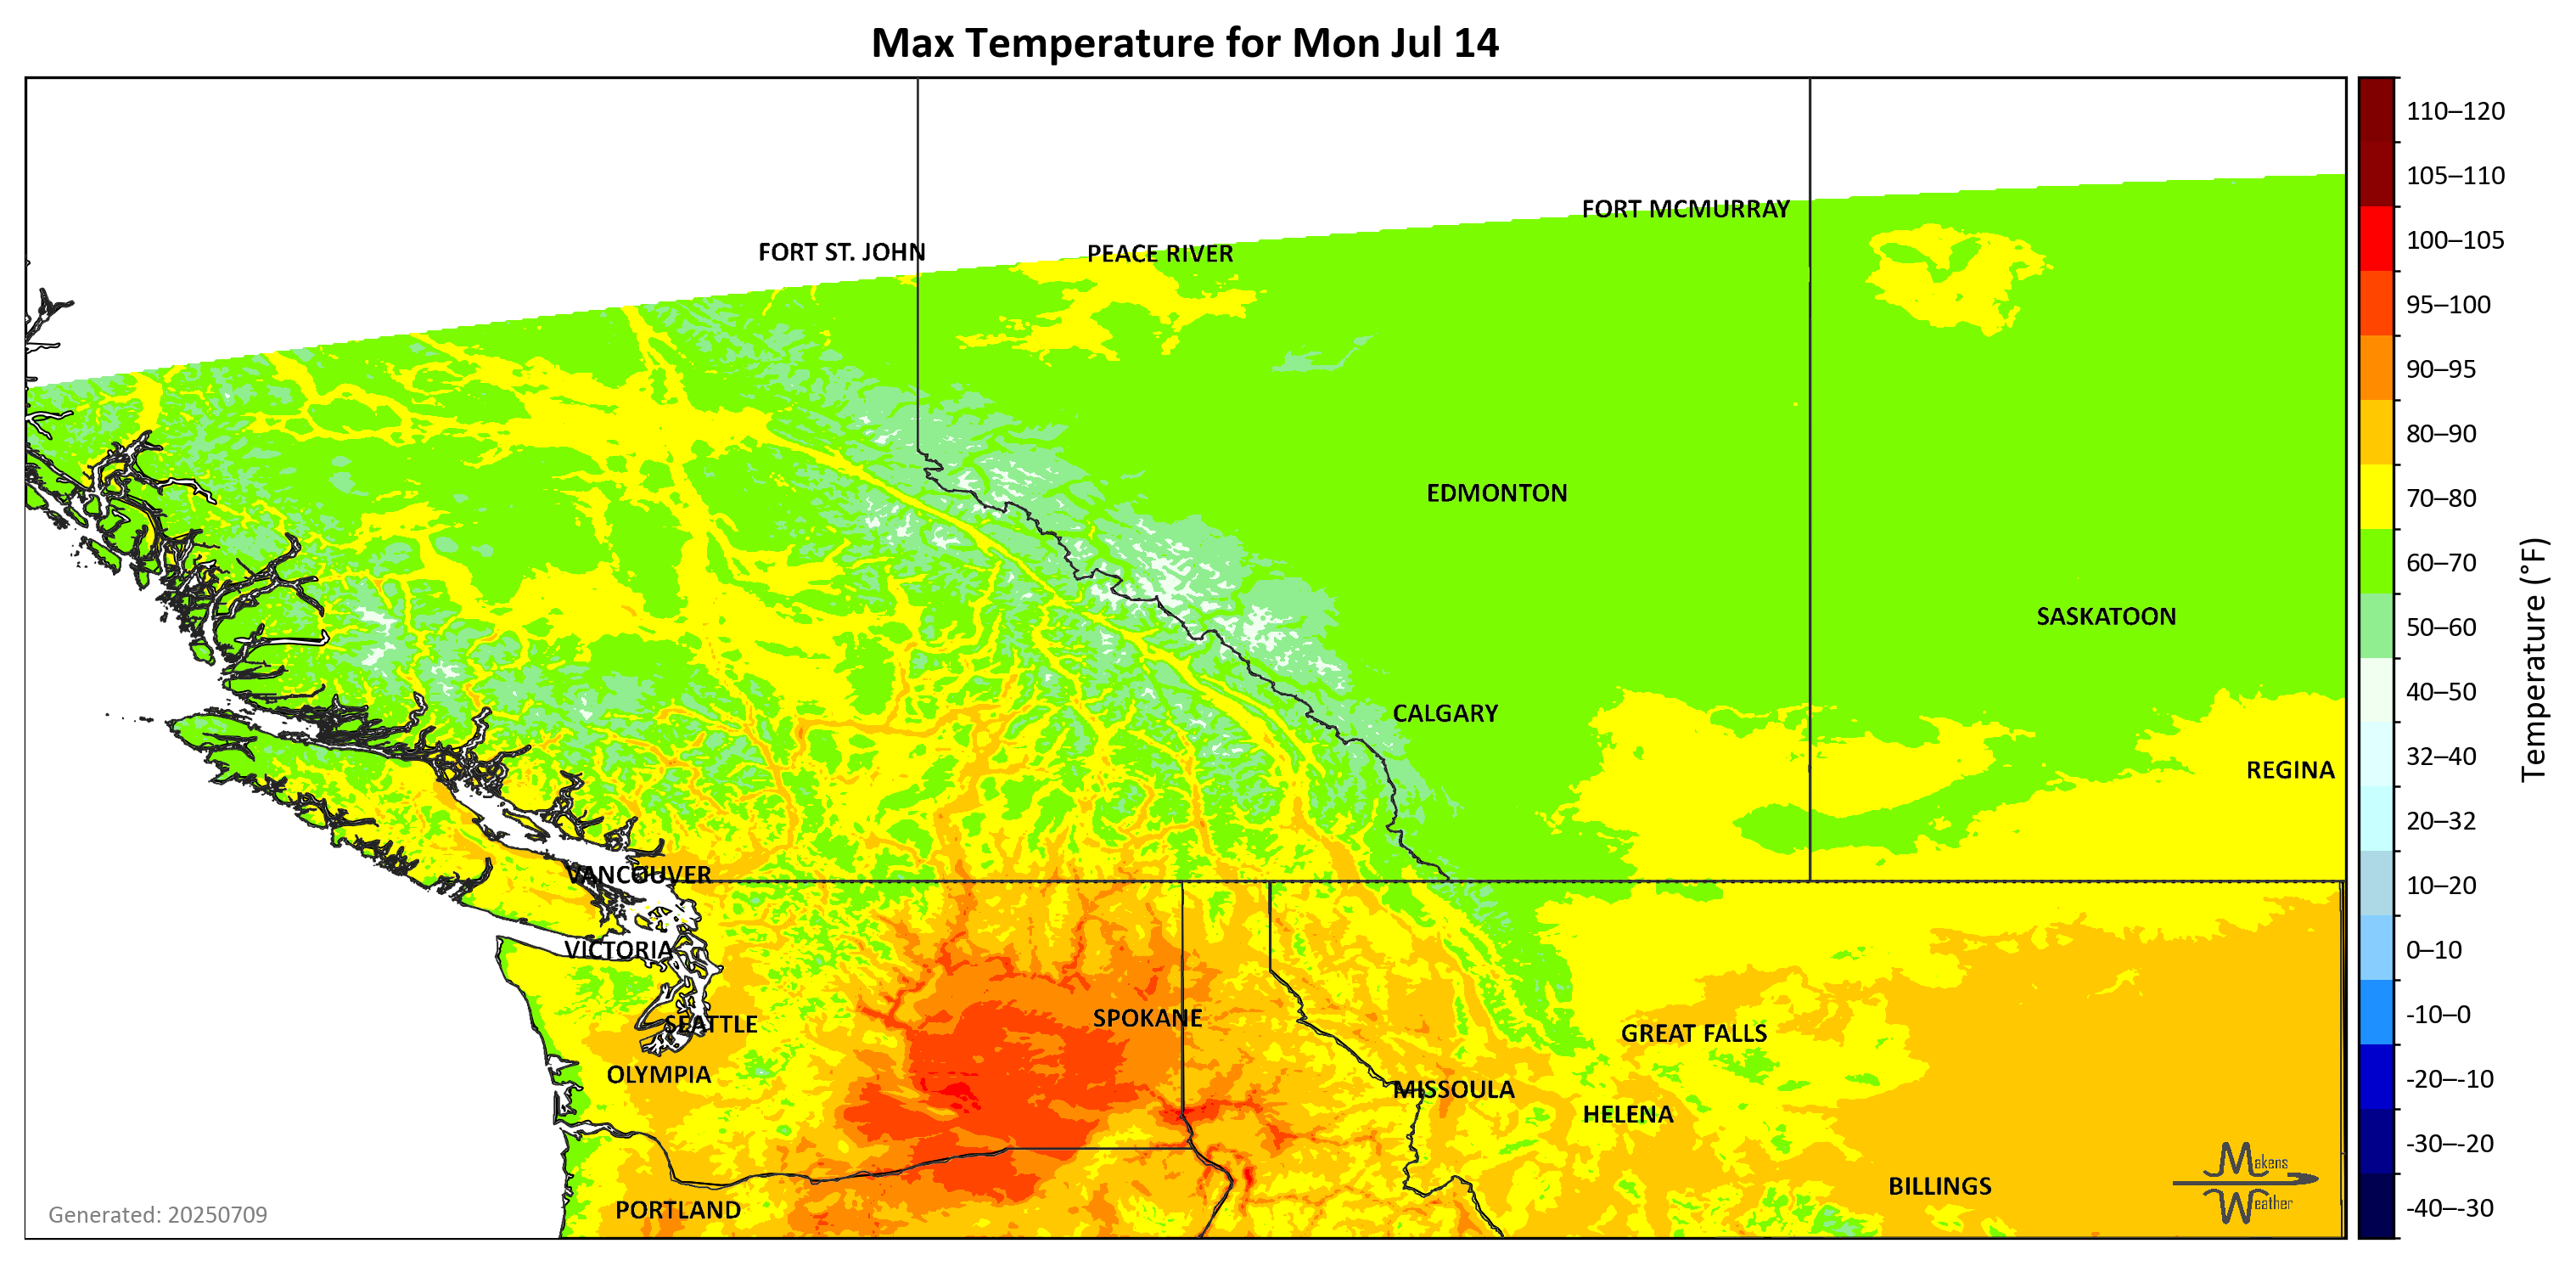 Max Temperature for Mon Jul 14
110–120
105–110
100–105
95–100
90–95
80–90
70–80
60–70
50–60
40–50
32–40
20–32
10–20
0–10
-10–0
-20–-10
-30–-20
-40–-30
Temperature (°F)
FORT MCMURRAY
FORT ST. JOHN
PEACE RIVER
EDMONTON
SASKATOON
CALGARY
REGINA
VANCOUVER
VICTORIA
SEATTLE
SPOKANE
GREAT FALLS
OLYMPIA
MISSOULA
HELENA
BILLINGS
PORTLAND
Makens
Weather
Generated: 20250709